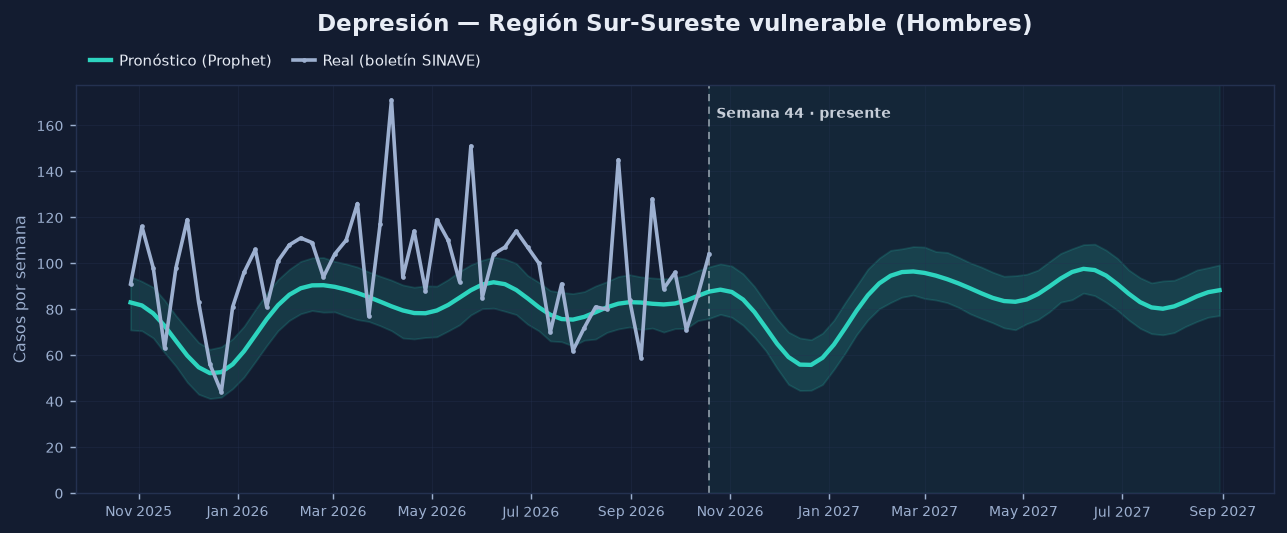 Depresión — Región Sur-Sureste vulnerable (Hombres)
Pronóstico (Prophet)
Real (boletín SINAVE)
Semana 44 · presente
Casos por semana
160
140
120
100
80
60
40
20
0
Nov 2025
Jan 2026
Mar 2026
May 2026
Jul 2026
Sep 2026
Nov 2026
Jan 2027
Mar 2027
May 2027
Jul 2027
Sep 2027